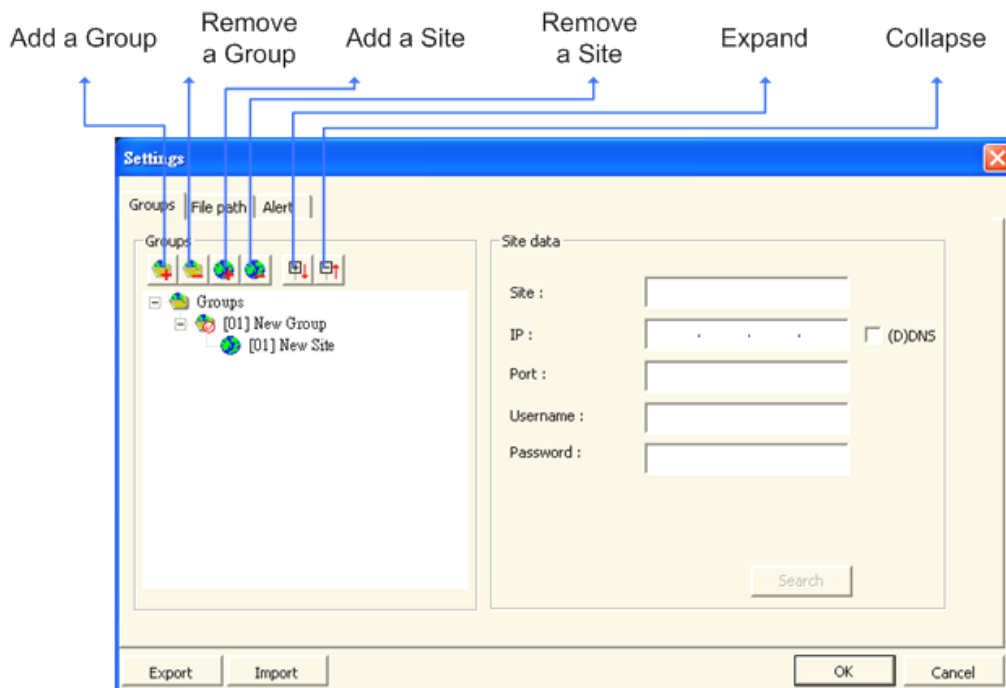 Add a Group
Remove
a Group
Add a Site
Remove
a Site
Expand
Collapse
Settings
Groups
File path
Alert
Groups
Groups
[01] New Group
[01] New Site
Site data
Site :
IP :
(D)DNS
Port :
Username :
Password :
Search
Export
Import
OK
Cancel